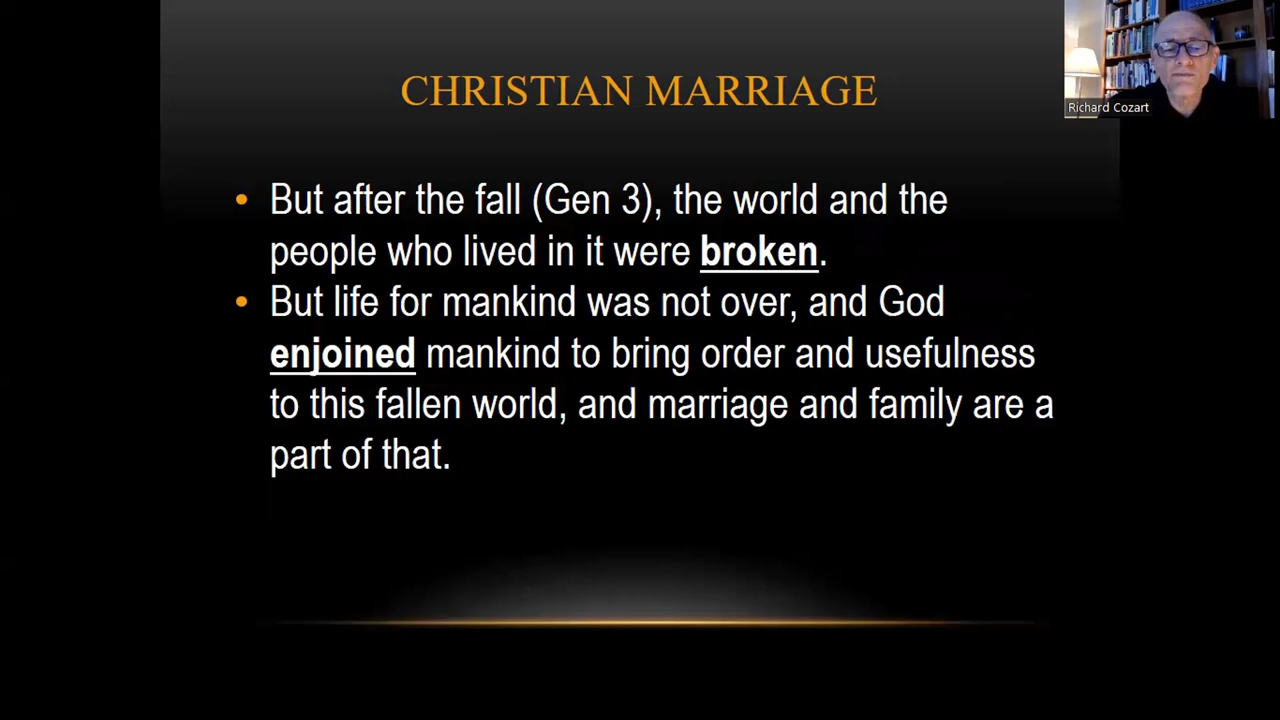 CHRISTIAN MARRIAGE
Richard Cozart
• But after the fall (Gen 3), the world and the
people who lived in it were broken.
• But life for mankind was not over, and God
enjoined mankind to bring order and usefulness
to this fallen world, and marriage and family are a
part of that.